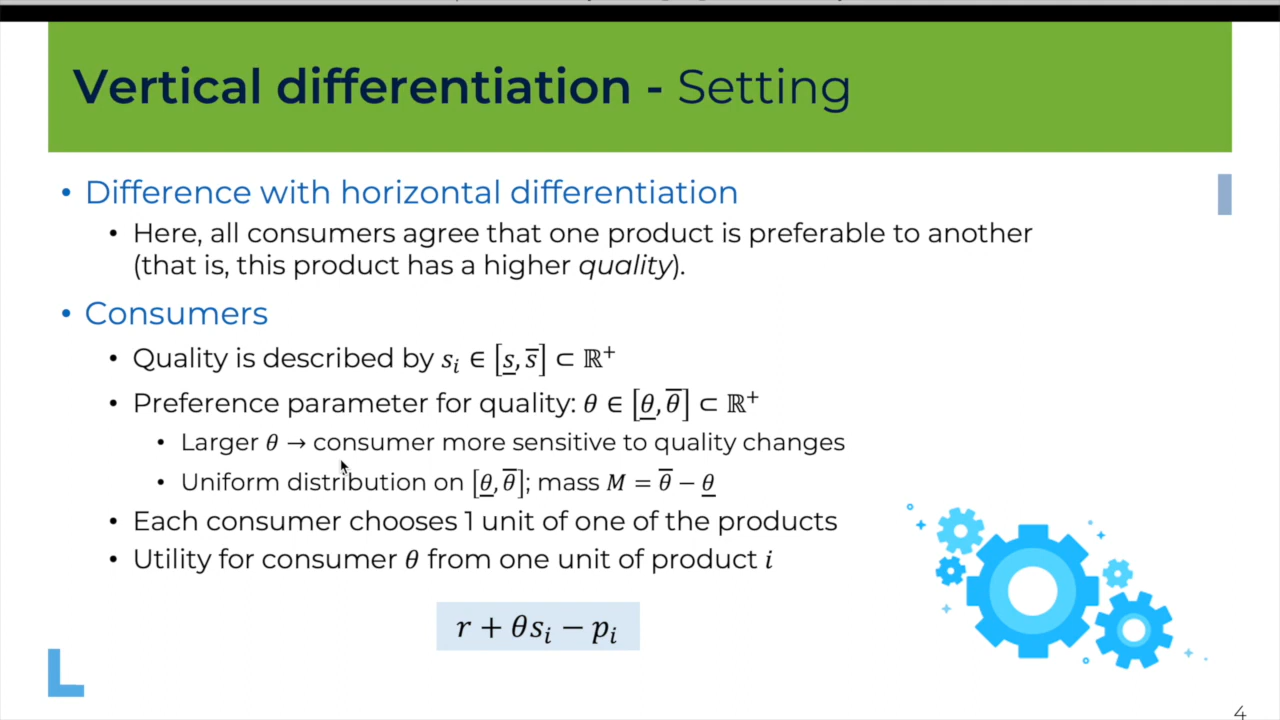 Vertical differentiation - Setting
• Difference with horizontal differentiation
• Here, all consumers agree that one product is preferable to another
(that is, this product has a higher quality).
• Consumers
• Quality is described by sᵢ ∈ [s̲, s̅] ⊂ ℝ⁺
• Preference parameter for quality: θ ∈ [θ̲, θ̅] ⊂ ℝ⁺
• Larger θ → consumer more sensitive to quality changes
• Uniform distribution on [θ̲, θ̅]; mass M = θ̅ − θ̲
• Each consumer chooses 1 unit of one of the products
• Utility for consumer θ from one unit of product i
r + θsᵢ − pᵢ
4